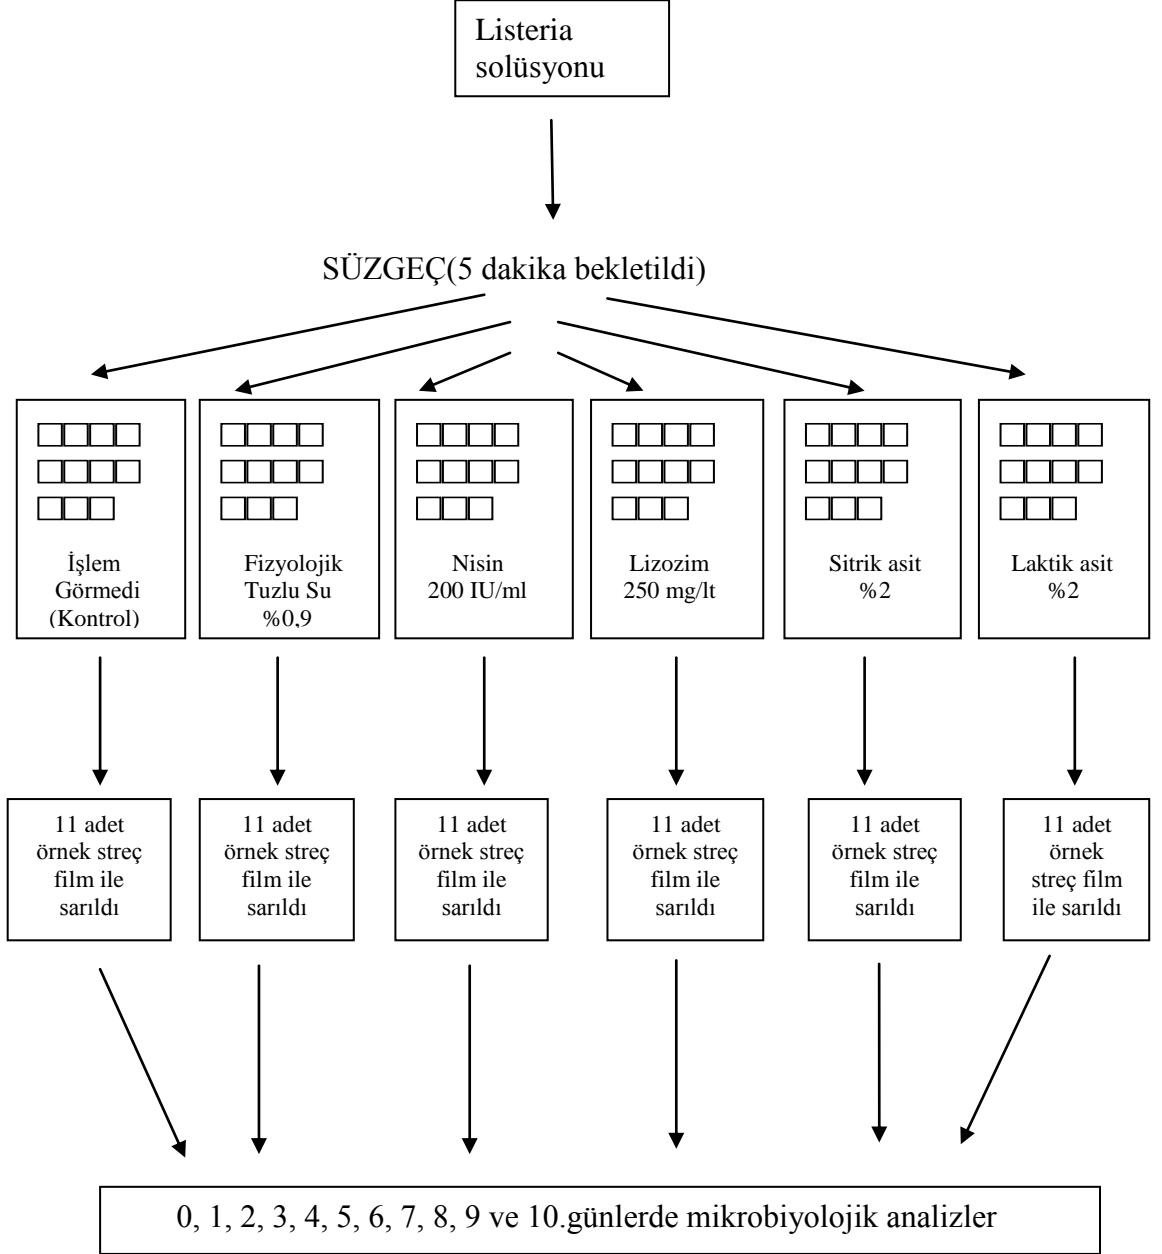 Listeria
solüsyonu
SÜZGEÇ(5 dakika bekletildi)
İşlem
Görmedi
(Kontrol)
Fizyolojik
Tuzlu Su
%0,9
Nisin
200 IU/ml
Lizozim
250 mg/lt
Sitrik asit
%2
Laktik asit
%2
11 adet
örnek streç
film ile
sarıldı
11 adet
örnek streç
film ile
sarıldı
11 adet
örnek streç
film ile
sarıldı
11 adet
örnek streç
film ile
sarıldı
11 adet
örnek streç
film ile
sarıldı
11 adet
örnek
streç film
ile sarıldı
0, 1, 2, 3, 4, 5, 6, 7, 8, 9 ve 10.günlerde mikrobiyolojik analizler